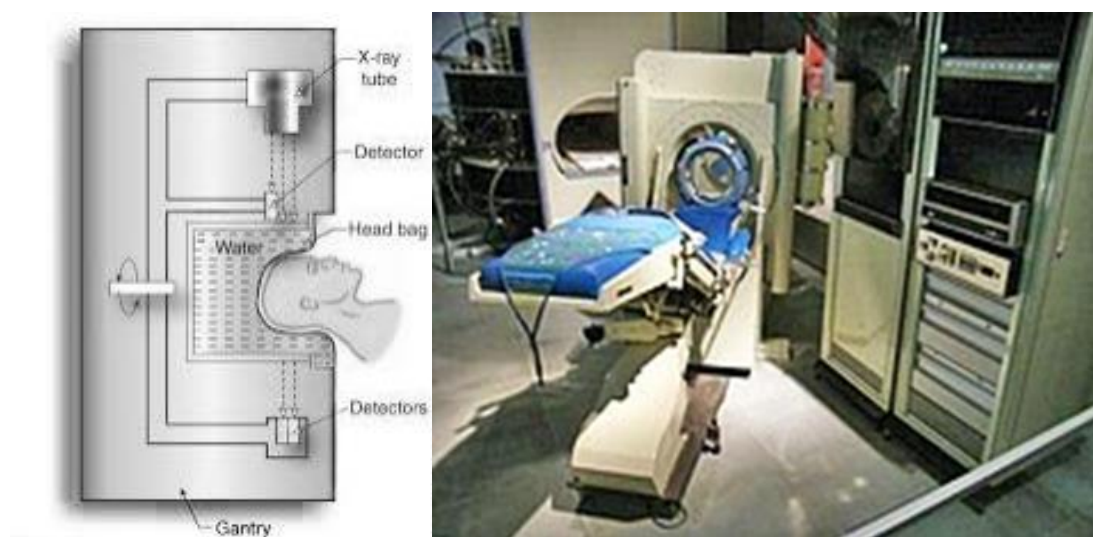 X-ray
tube
Detector
Head bag
Water
Detectors
Gantry